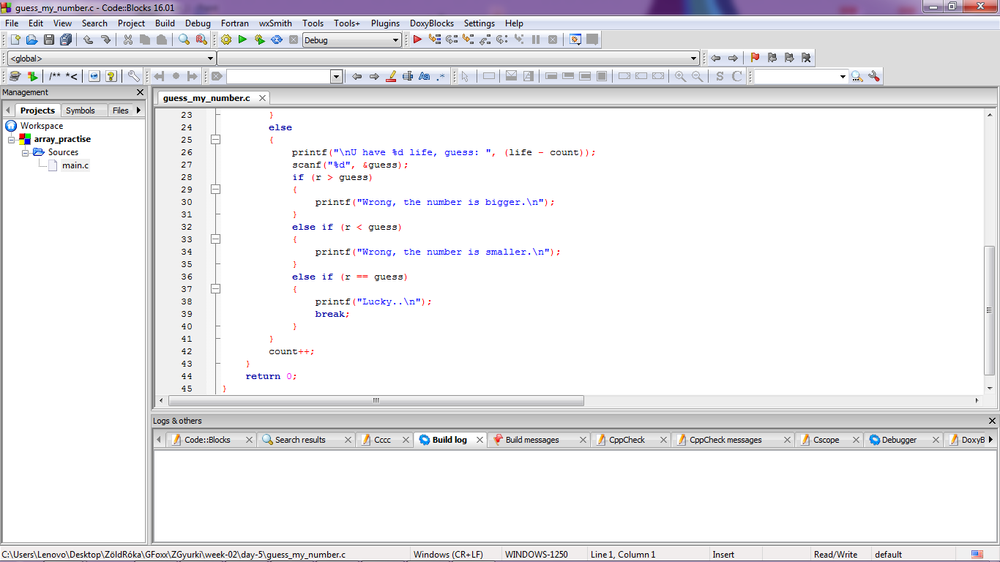 guess_my_number.c - Code::Blocks 16.01
File Edit View Search Project Build Debug Fortran wxSmith Tools Tools+ Plugins DoxyBlocks Settings Help
Debug
<global>
/** *< Aa .* S C
Management
guess_my_number.c
Projects Symbols Files
Workspace
array_practise
Sources
main.c
23 }
24 else
25 {
26 printf("\nU have %d life, guess: ", (life - count));
27 scanf("%d", &guess);
28 if (r > guess)
29 {
30 printf("Wrong, the number is bigger.\n");
31 }
32 else if (r < guess)
33 {
34 printf("Wrong, the number is smaller.\n");
35 }
36 else if (r == guess)
37 {
38 printf("Lucky..\n");
39 break;
40 }
41 }
42 count++;
43 }
44 return 0;
45 }
Logs & others
Code::Blocks Search results Cccc Build log Build messages CppCheck CppCheck messages Cscope Debugger DoxyB
C:\Users\Lenovo\Desktop\ZöldRóka\GFoxx\ZGyurki\week-02\day-5\guess_my_number.c Windows (CR+LF) WINDOWS-1250 Line 1, Column 1 Insert Read/Write default